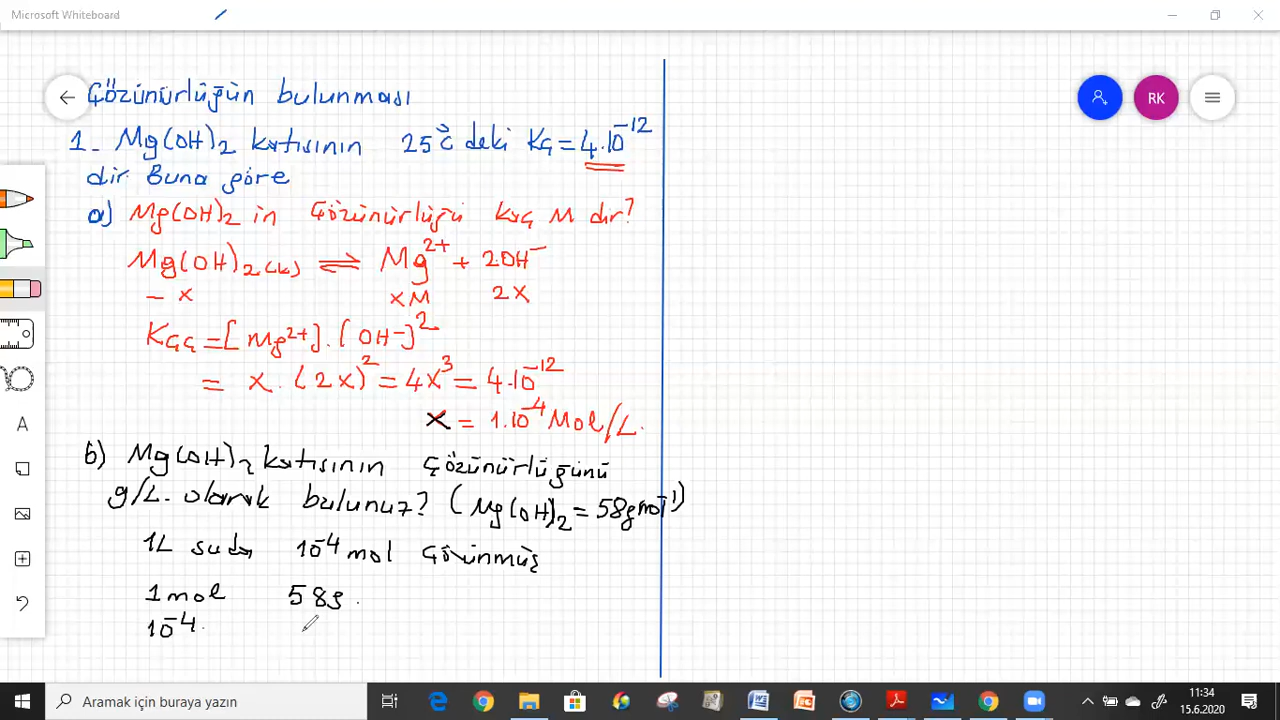 Microsoft Whiteboard
Çözünürlüğün bulunması
RK
1- Mg(OH)2 katısının 25°C deki Kçç = 4.10⁻¹²
dir. Buna göre
a) Mg(OH)2 in Çözünürlüğü kaç M dır?
Mg(OH)2(k) ⇌ Mg²⁺ + 2OH⁻
- x xM 2x
Kçç = [Mg²⁺].(OH⁻]²
= x.(2x)² = 4x³ = 4.10⁻¹²
x = 1.10⁻⁴ Mol/L.
b) Mg(OH)2 katısının Çözünürlüğünü
g/L. olarak bulunuz? (Mg(OH)2 = 58g mol⁻¹)
1L suda 10⁻⁴ mol Çözünmüş
1 mol 58g.
10⁻⁴.
A
Aramak için buraya yazın
11:34
15.6.2020